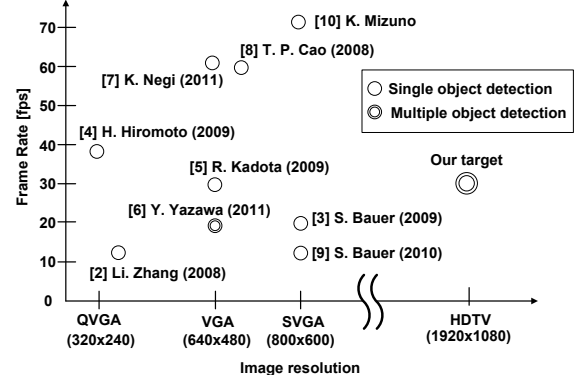 [10] K. Mizuno
70
[8] T. P. Cao (2008)
60
[7] K. Negi (2011)
Single object detection
Multiple object detection
50
Frame Rate [fps]
40
[4] H. Hiromoto (2009)
[5] R. Kadota (2009)
Our target
30
[6] Y. Yazawa (2011)
20
[3] S. Bauer (2009)
[9] S. Bauer (2010)
10
[2] Li. Zhang (2008)
0
QVGA
(320x240)
VGA
(640x480)
SVGA
(800x600)
HDTV
(1920x1080)
Image resolution